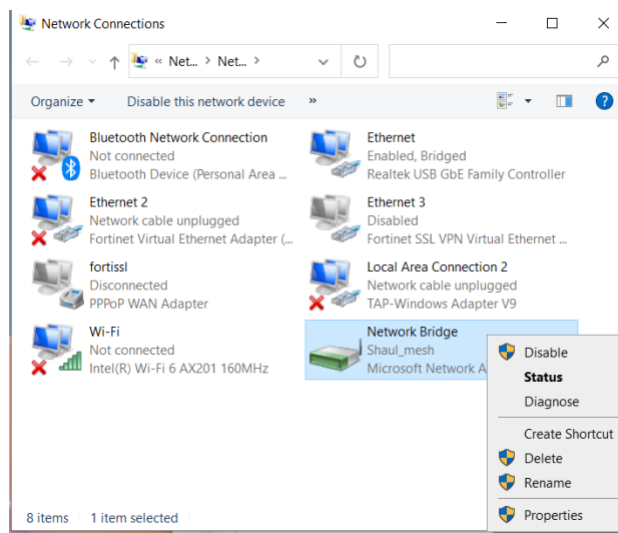 Network Connections
« Net... > Net... >
Organize Disable this network device »
Bluetooth Network Connection
Not connected
Bluetooth Device (Personal Area ...
Ethernet
Enabled, Bridged
Realtek USB GbE Family Controller
Ethernet 2
Network cable unplugged
Fortinet Virtual Ethernet Adapter (...
Ethernet 3
Disabled
Fortinet SSL VPN Virtual Ethernet ...
fortissl
Disconnected
PPPoP WAN Adapter
Local Area Connection 2
Network cable unplugged
TAP-Windows Adapter V9
Wi-Fi
Not connected
Intel(R) Wi-Fi 6 AX201 160MHz
Network Bridge
Shaul_mesh
Microsoft Network A
Disable
Status
Diagnose
Create Shortcut
Delete
Rename
Properties
8 items 1 item selected